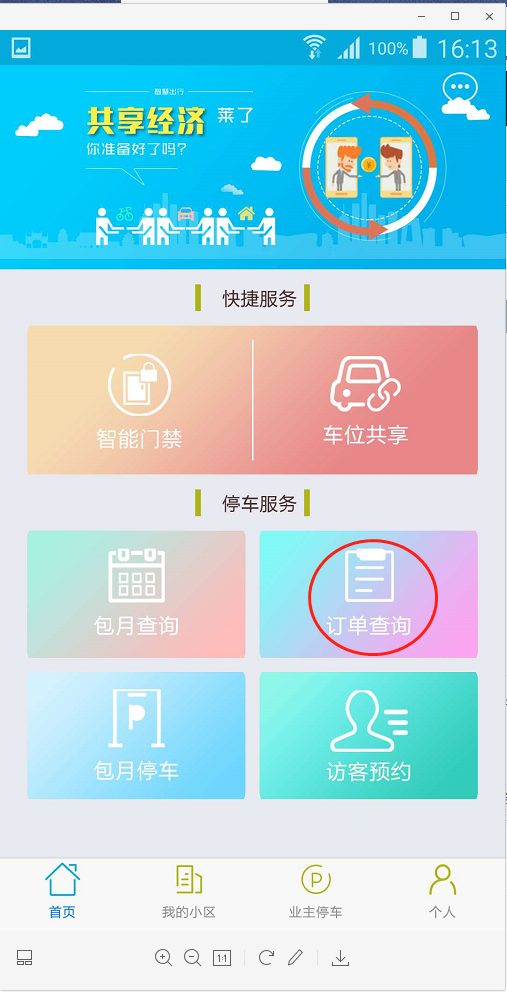 100% 16:13
智慧出行
共享经济 莱了
你准备好了吗?
快捷服务
智能门禁
车位共享
停车服务
包月查询
订单查询
P
包月停车
访客预约
P
首页
我的小区
业主停车
个人
1:1